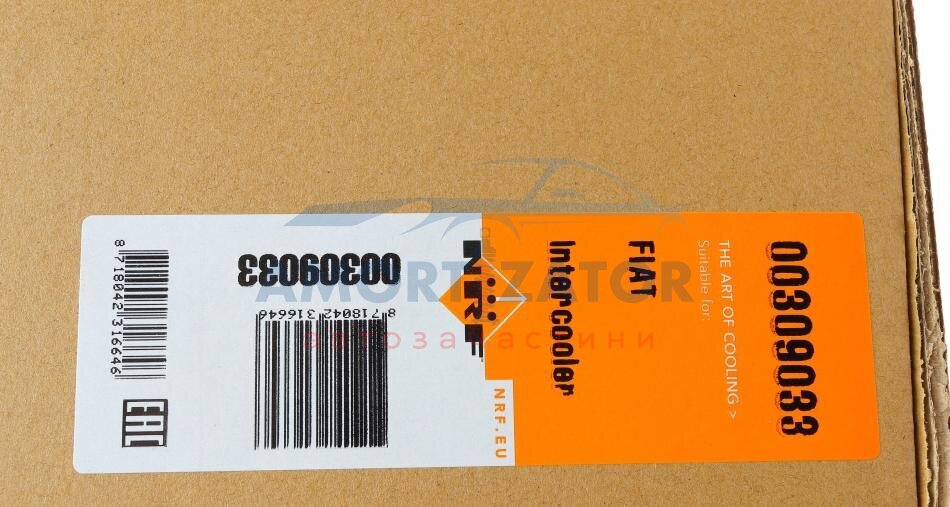 00309033
THE ART OF COOLING >
Suitable for:
FIAT
Intercooler
NRF
NRF.EU
00309033
8 718042 316646
8 718042 316646
EAC
AMORTIZATOR
автозапчастини